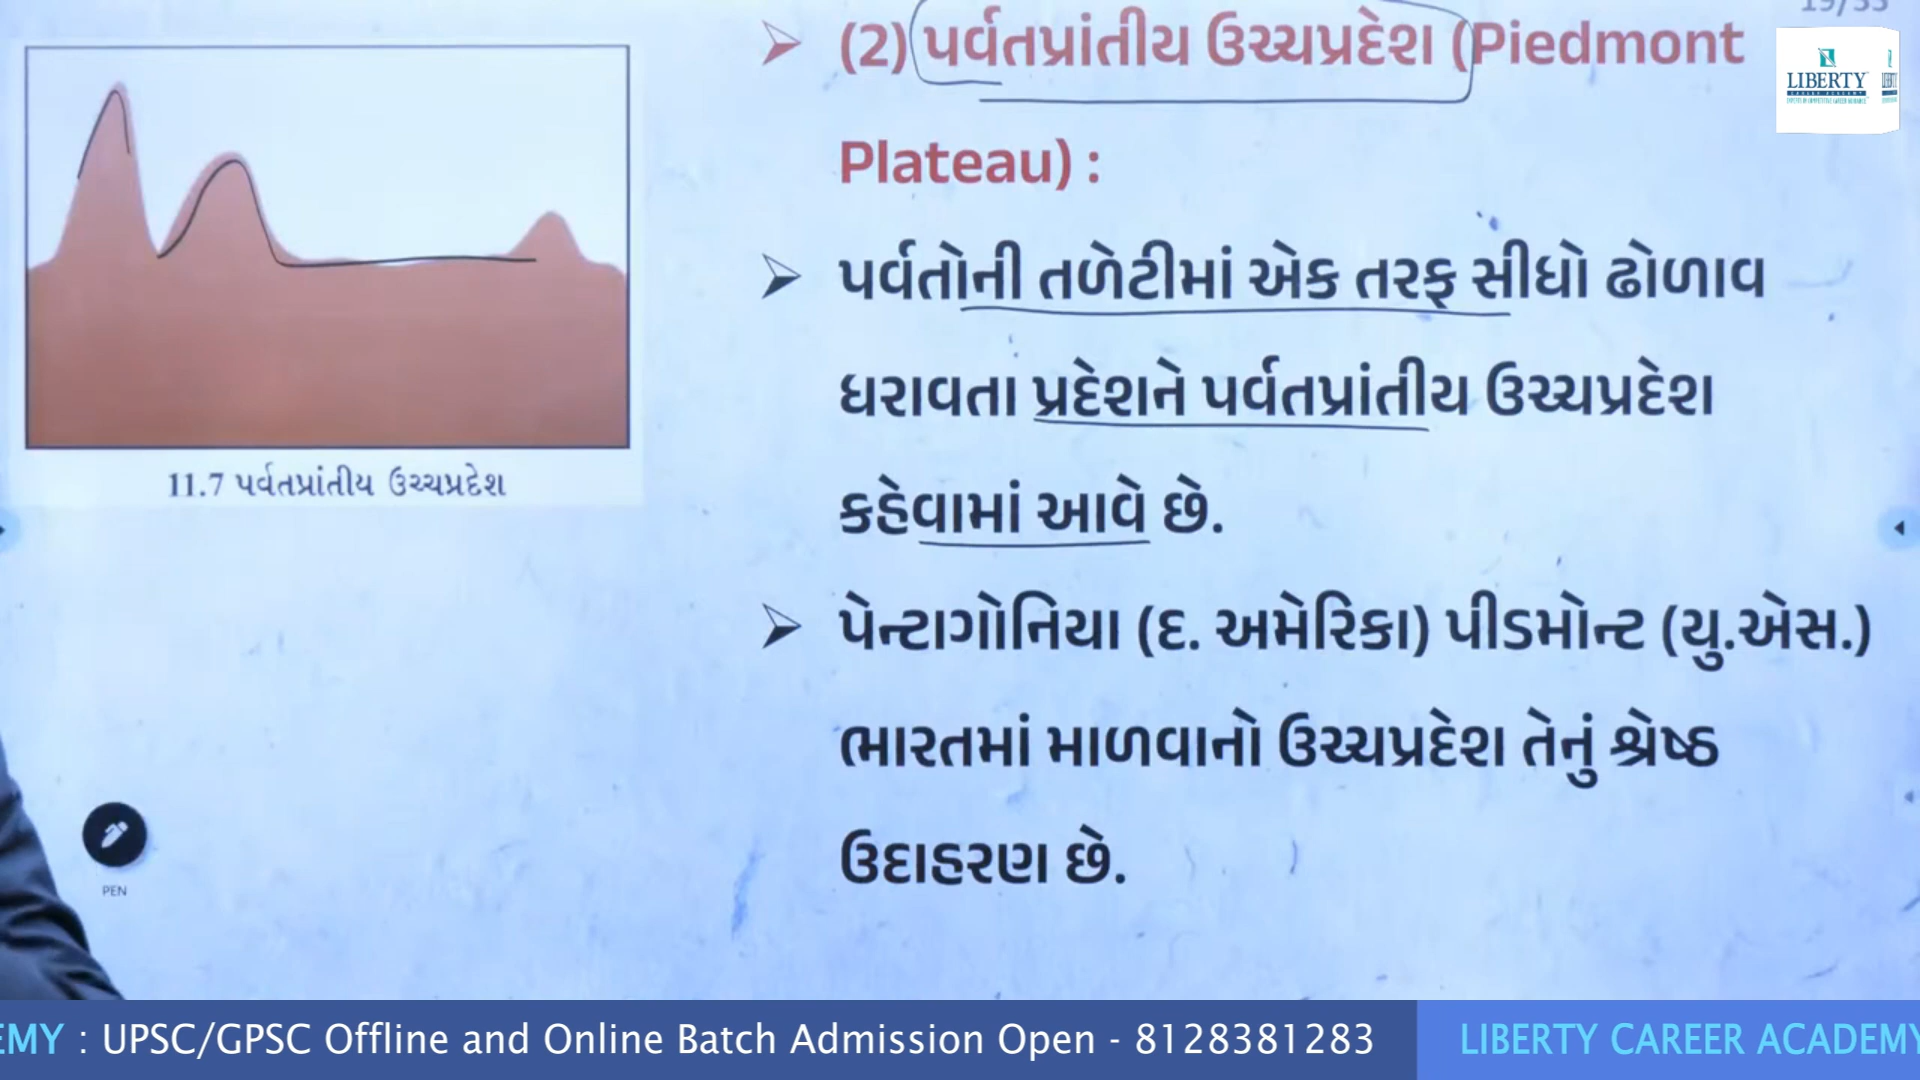 (2) પર્વતપ્રાંતીય ઉચ્ચપ્રદેશ (Piedmont
Plateau) :
પર્વતોની તળેટીમાં એક તરફ સીધો ઢોળાવ
ધરાવતા પ્રદેશને પર્વતપ્રાંતીય ઉચ્ચપ્રદેશ
કહેવામાં આવે છે.
પેન્ટાગોનિયા (દ. અમેરિકા) પીડમોન્ટ (યુ.એસ.)
ભારતમાં માળવાનો ઉચ્ચપ્રદેશ તેનું શ્રેષ્ઠ
ઉદાહરણ છે.
11.7 પર્વતપ્રાંતીય ઉચ્ચપ્રદેશ
PEN
LIBERTY
EMY : UPSC/GPSC Offline and Online Batch Admission Open - 8128381283
LIBERTY CAREER ACADEMY